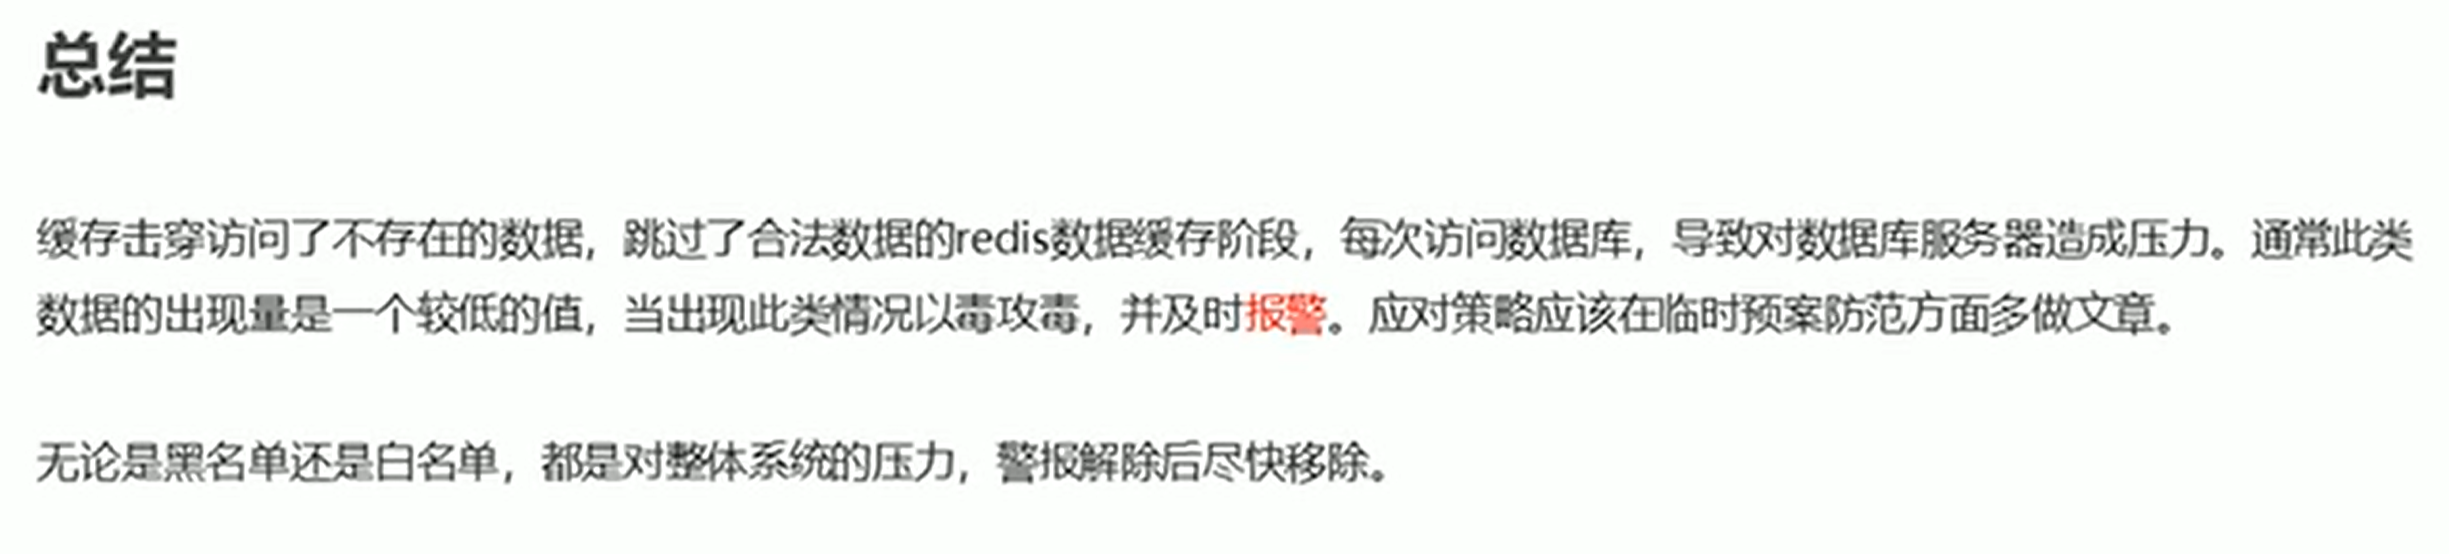 总结
缓存击穿访问了不存在的数据，跳过了合法数据的redis数据缓存阶段，每次访问数据库，导致对数据库服务器造成压力。通常此类
数据的出现量是一个较低的值，当出现此类情况以毒攻毒，并及时报警。应对策略应该在临时预案防范方面多做文章。
无论是黑名单还是白名单，都是对整体系统的压力，警报解除后尽快移除。